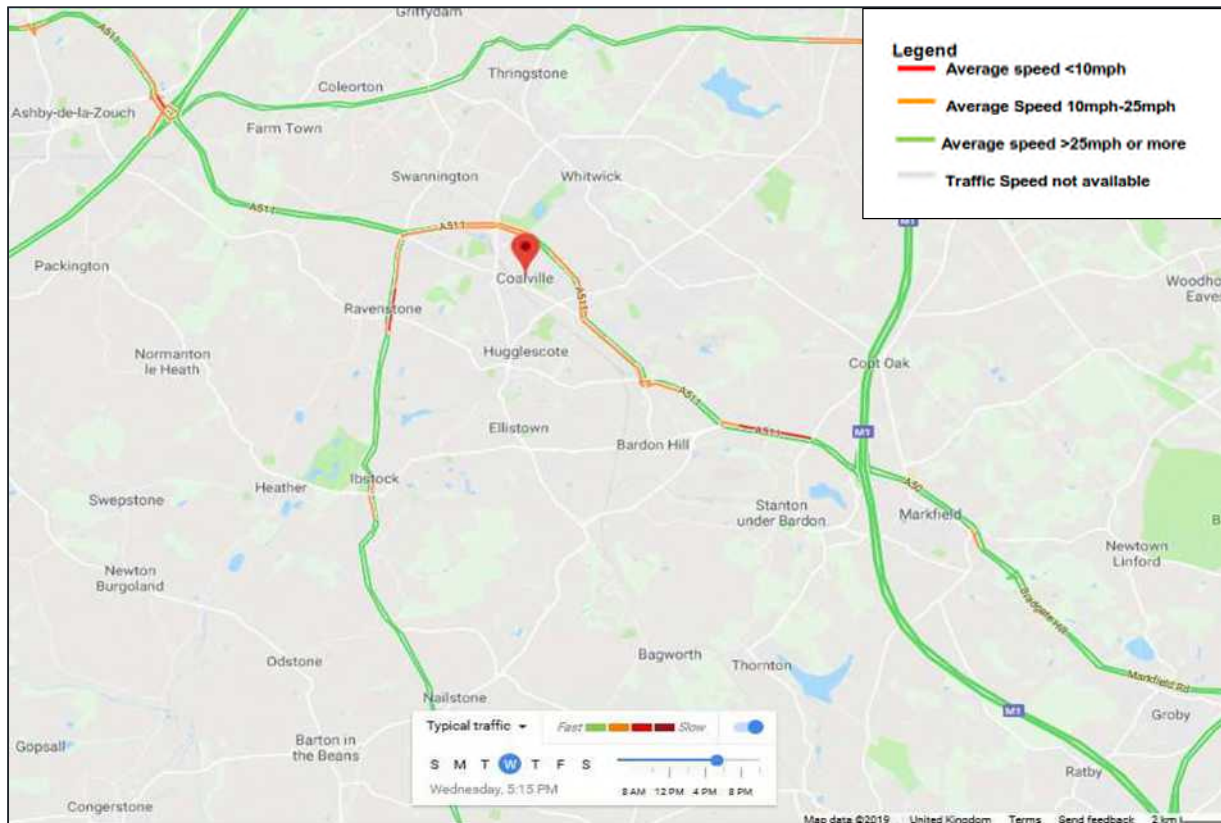 Griffydam
A511
Legend
Average speed <10mph
Average Speed 10mph-25mph
Average speed >25mph or more
Traffic Speed not available
Thringstone
Coleorton
Ashby-de-la-Zouch
Farm Town
Swannington
Whitwick
A511
A511
M1
Packington
Coalville
Woodho
Eave
Ravenstone
A511
Normanton
le Heath
Hugglescote
Copt Oak
A511
Ellistown
A511
M1
Bardon Hill
Ibstock
Heather
A50
Swepstone
Stanton
under Bardon
Markfield
B
Newtown
Linford
Newton
Burgoland
Bradgate Hill
Odstone
Bagworth
Thornton
Markfield Rd
Nailstone
M1
Groby
Typical traffic
Fast
Slow
Gopsall
Barton in
the Beans
S M T W T F S
Wednesday, 5:15 PM
8 AM 12 PM 4 PM 8 PM
Ratby
Congerstone
Map data ©2019 United Kingdom Terms Send feedback 2 km